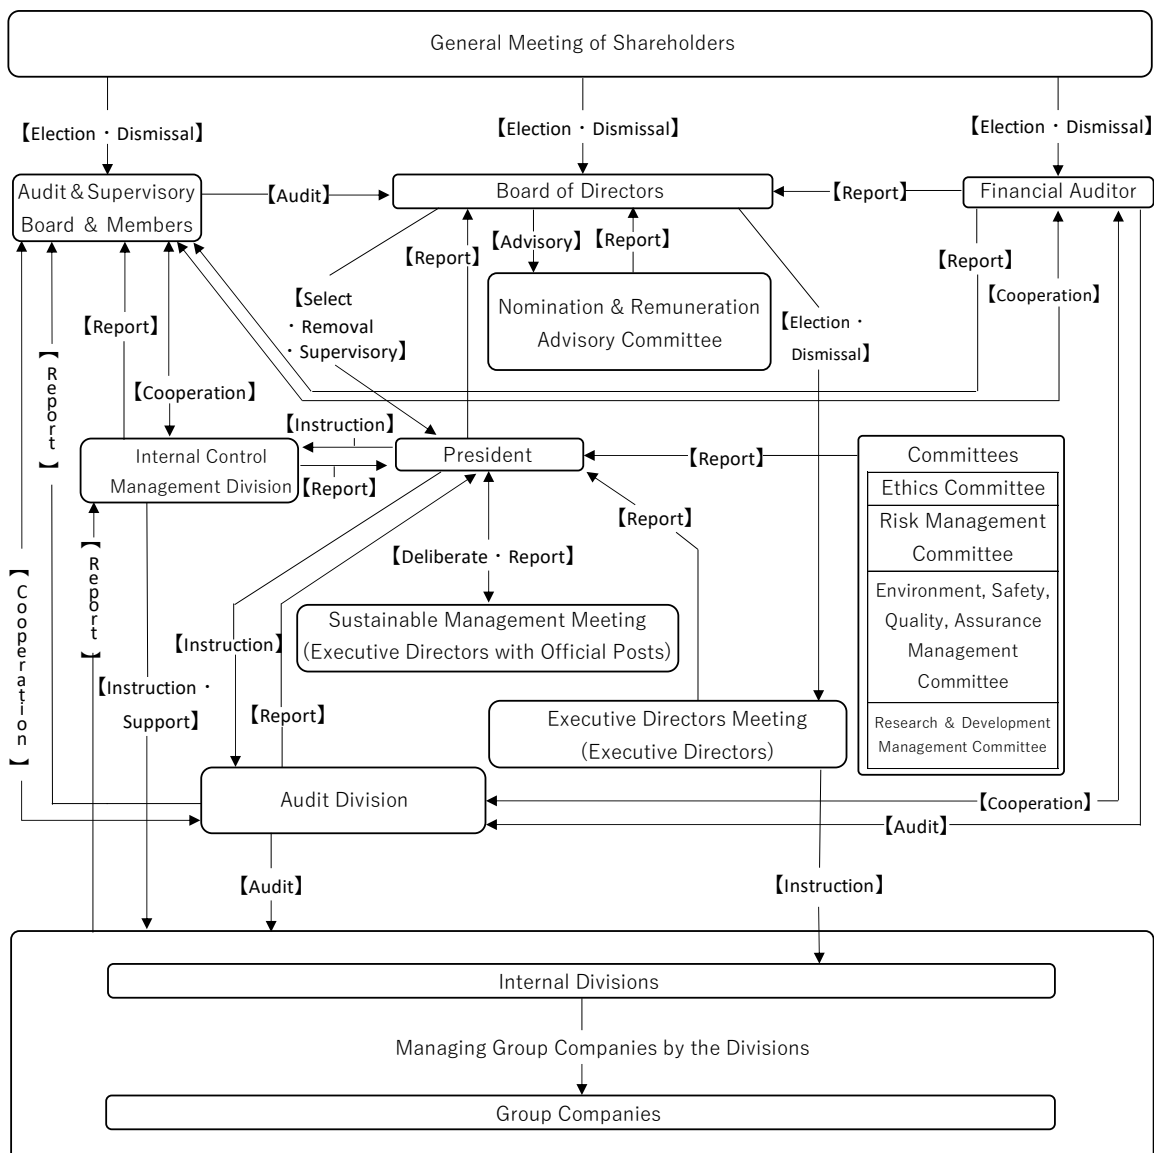 General Meeting of Shareholders
【Election・Dismissal】
【Election・Dismissal】
【Election・Dismissal】
Audit & Supervisory
Board & Members
【Audit】
Board of Directors
【Report】
Financial Auditor
【Advisory】
【Report】
【Report】
【Report】
【Select
・Removal
・Supervisory】
Nomination & Remuneration
Advisory Committee
【Cooperation】
【Election・
Dismissal】
【Report】
【Report】
【Cooperation】
【Instruction】
Internal Control
Management Division
【Report】
President
【Report】
Committees
Ethics Committee
Risk Management
Committee
Environment, Safety,
Quality, Assurance
Management
Committee
Research & Development
Management Committee
【Report】
【Deliberate・Report】
【Report】
【Cooperation】
Sustainable Management Meeting
(Executive Directors with Official Posts)
【Instruction】
【Instruction・
Support】
【Report】
Executive Directors Meeting
(Executive Directors)
Audit Division
【Cooperation】
【Audit】
【Audit】
【Instruction】
Internal Divisions
Managing Group Companies by the Divisions
Group Companies